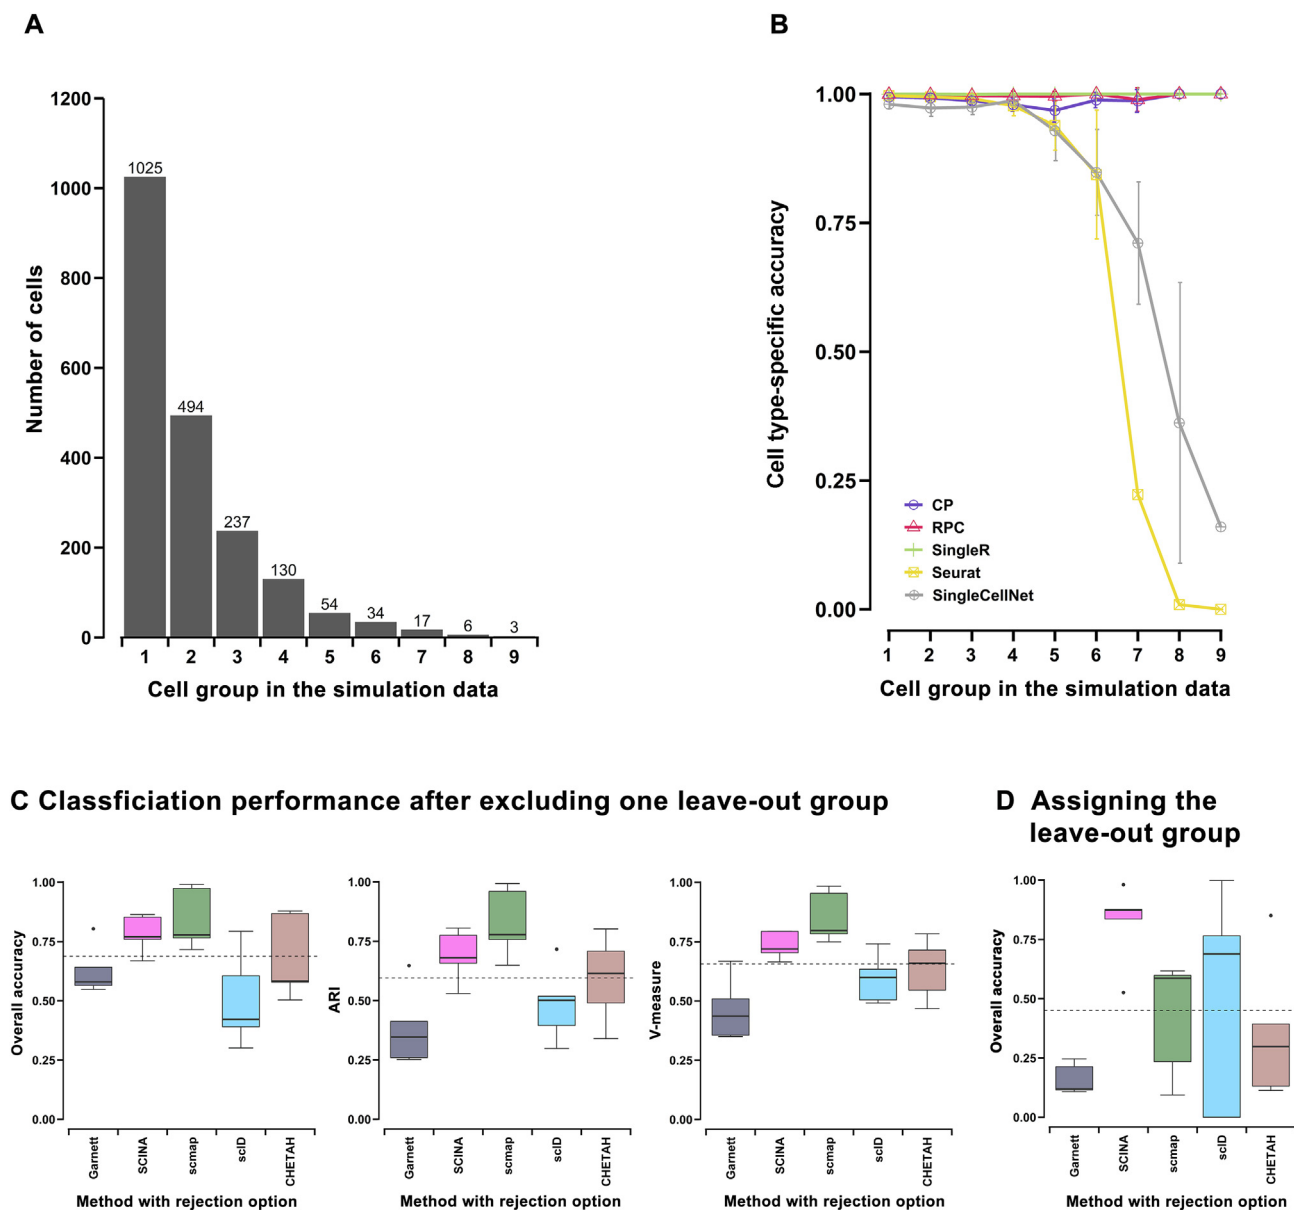 A
1200
1000
800
600
400
200
0
Number of cells
1025
494
237
130
54
34
17
6
3
1 2 3 4 5 6 7 8 9
Cell group in the simulation data
B
1.00
0.75
0.50
0.25
0.00
Cell type-specific accuracy
CP
RPC
SingleR
Seurat
SingleCellNet
1 2 3 4 5 6 7 8 9
Cell group in the simulation data
C Classficiation performance after excluding one leave-out group
1.00
0.75
0.50
0.25
0.00
Overall accuracy
Garnett
SCINA
scmap
scID
CHETAH
Method with rejection option
1.00
0.75
0.50
0.25
0.00
ARI
Garnett
SCINA
scmap
scID
CHETAH
Method with rejection option
1.00
0.75
0.50
0.25
0.00
V-measure
Garnett
SCINA
scmap
scID
CHETAH
Method with rejection option
D Assigning the
leave-out group
1.00
0.75
0.50
0.25
0.00
Overall accuracy
Garnett
SCINA
scmap
scID
CHETAH
Method with rejection option